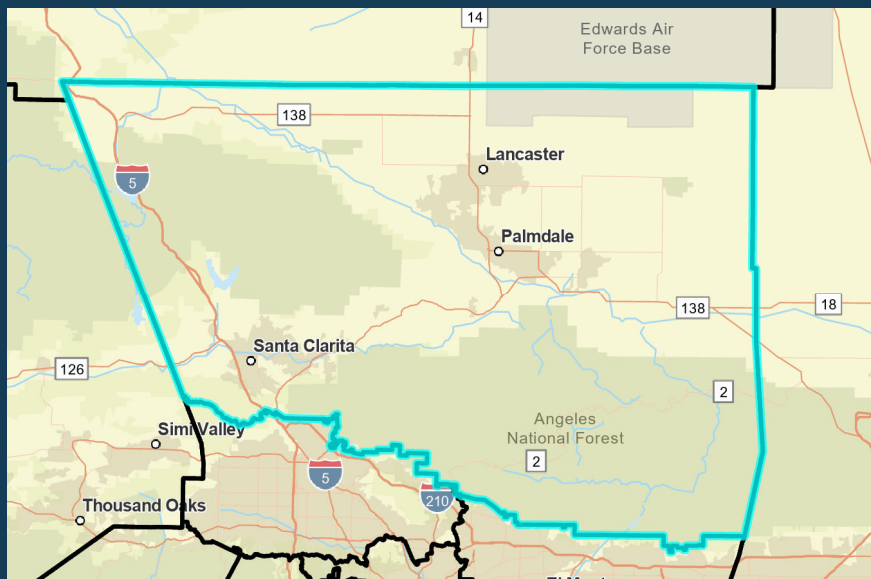 14
Edwards Air
Force Base
138
Lancaster
5
Palmdale
138
18
Santa Clarita
126
2
Angeles
National Forest
Simi Valley
2
5
210
Thousand Oaks